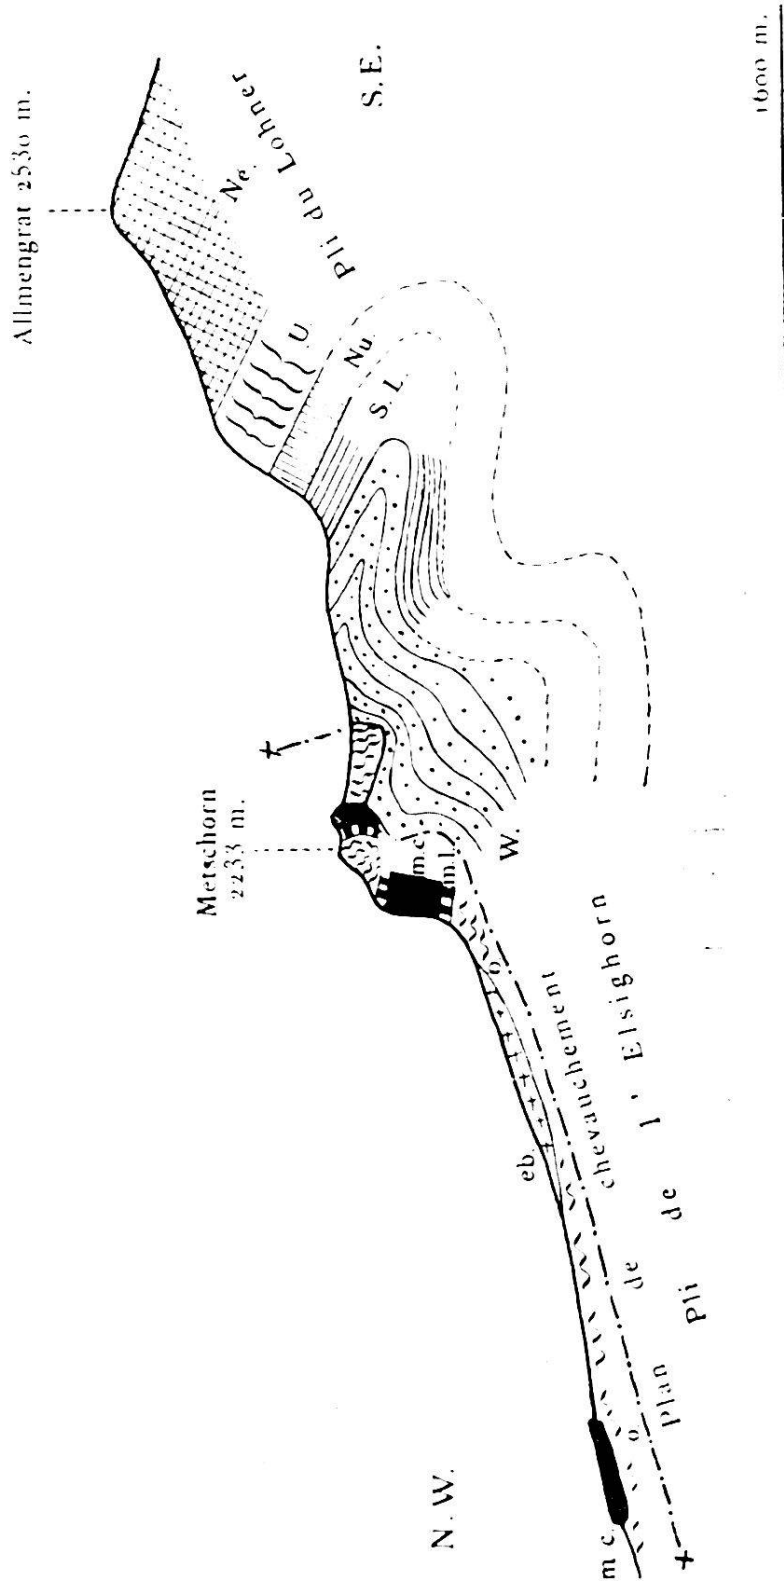 Allmengrat 2530 m.
Metschorn
2233 m.
N. W.
S. E.
Pli du Lohner
Ne.
U
Nu
S. I.
W.
m.c.
m.l.
o.
eb.
o.
m c.
Plan de chevauchement
Pli de l' Elsighorn
1600 m.